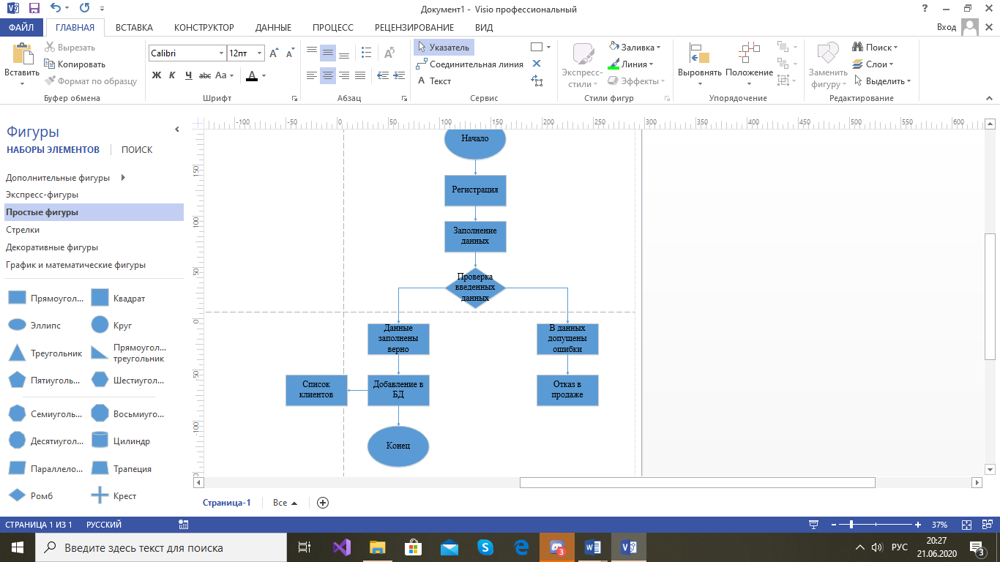 Документ1 - Visio профессиональный
?
ФАЙЛ ГЛАВНАЯ ВСТАВКА КОНСТРУКТОР ДАННЫЕ ПРОЦЕСС РЕЦЕНЗИРОВАНИЕ ВИД Вход
Вставить
Вырезать
Копировать
Формат по образцу
Буфер обмена
Calibri 12пт A A
Ж К Ч abc Aa A
Шрифт
Абзац
Указатель
Соединительная линия
A Текст
Сервис
Экспресс-
стили
Заливка
Линия
Эффекты
Стили фигур
Выровнять Положение
Упорядочение
Заменить
фигуру
Поиск
Слои
Выделить
Редактирование
Фигуры
НАБОРЫ ЭЛЕМЕНТОВ ПОИСК
Дополнительные фигуры
Экспресс-фигуры
Простые фигуры
Стрелки
Декоративные фигуры
График и математические фигуры
Прямоугол... Квадрат
Эллипс Круг
Треугольник Прямоугол...
треугольник
Пятиуголь... Шестиугол...
Семиуголь... Восьмиуго...
Десятиугол... Цилиндр
Параллело... Трапеция
Ромб Крест
-100 -50 0 50 100 150 200 250 300 350 400 450 500 550 600
150
100
50
0
-50
-100
Начало
Регистрация
Заполнение
данных
Проверка
введенных
данных
Данные
заполнены
верно
В данных
допущены
ошибки
Список
клиентов
Добавление в
БД
Отказ в
продаже
Конец
Страница-1 Все
СТРАНИЦА 1 ИЗ 1 РУССКИЙ 37%
Введите здесь текст для поиска
3
РУС
20:27
21.06.2020
3